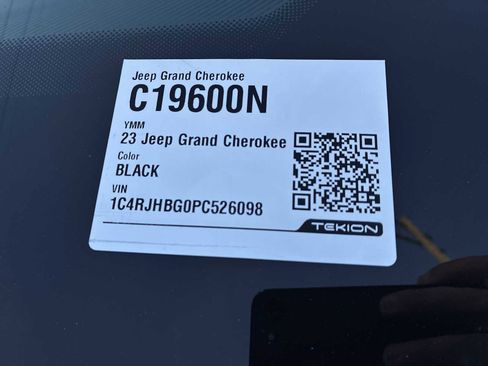 Jeep Grand Cherokee
C19600N
YMM
23 Jeep Grand Cherokee
Color
BLACK
VIN
1C4RJHBG0PC526098
TEKION